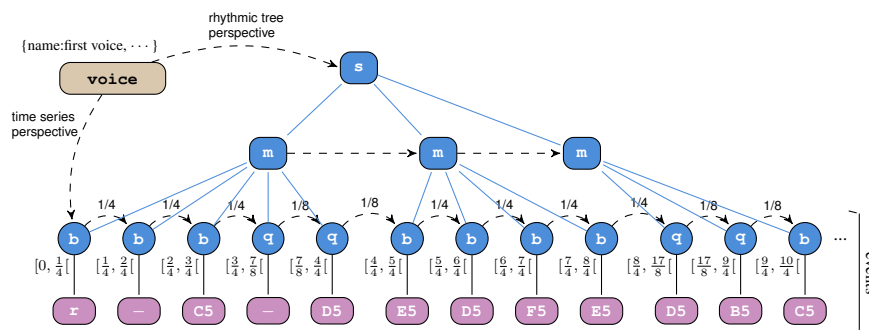 rhythmic tree
perspective
{name:first voice, ⋯}
voice
s
time series
perspective
m m m
1/4 1/4 1/4 1/8 1/8 1/4 1/4 1/4 1/4 1/8 1/8
b b b q q b b b b q q b ...
[0, 1/4[ [1/4, 2/4[ [2/4, 3/4[ [3/4, 7/8[ [7/8, 4/4[ [4/4, 5/4[ [5/4, 6/4[ [6/4, 7/4[ [7/4, 8/4[ [8/4, 17/8[ [17/8, 9/4[ [9/4, 10/4[
r — C5 — D5 E5 D5 F5 E5 D5 B5 C5
events